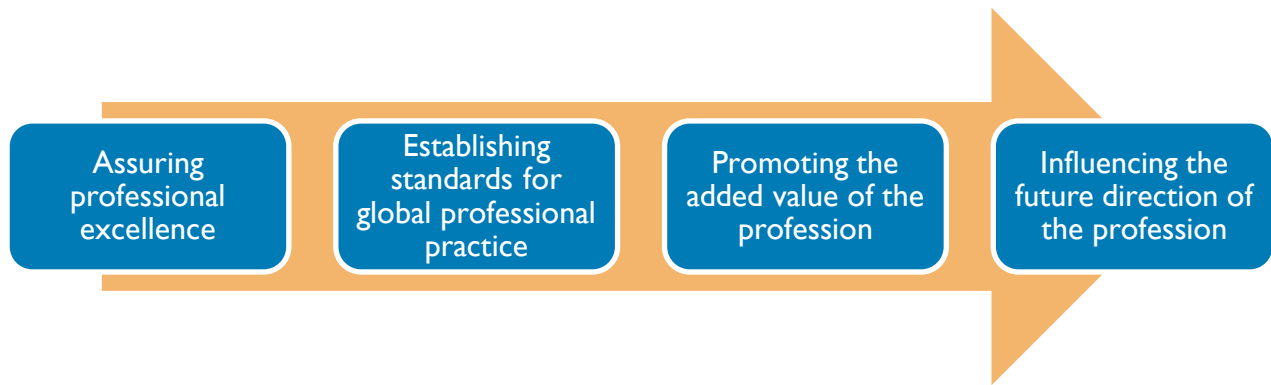 Assuring
professional
excellence
Establishing
standards for
global professional
practice
Promoting the
added value of the
profession
Influencing the
future direction of
the profession